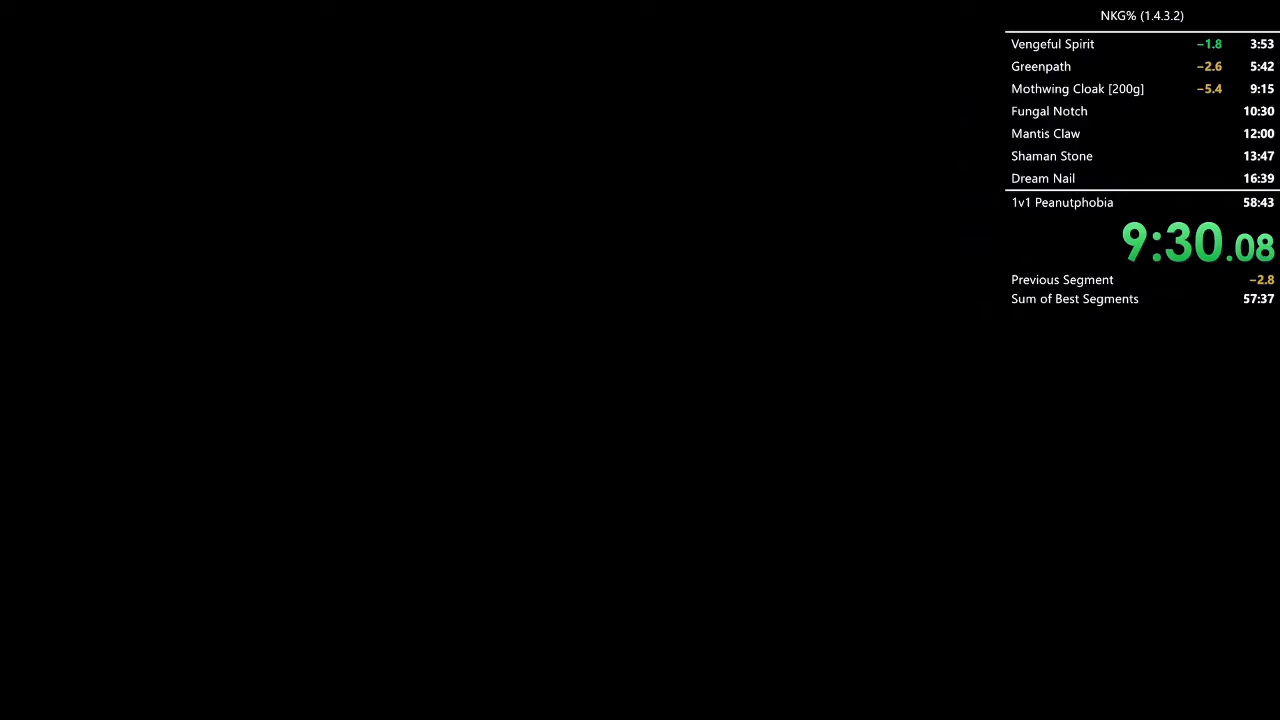 NKG% (1.4.3.2)
Vengeful Spirit −1.8 3:53
Greenpath −2.6 5:42
Mothwing Cloak [200g] −5.4 9:15
Fungal Notch 10:30
Mantis Claw 12:00
Shaman Stone 13:47
Dream Nail 16:39
1v1 Peanutphobia 58:43
9:30.08
Previous Segment −2.8
Sum of Best Segments 57:37